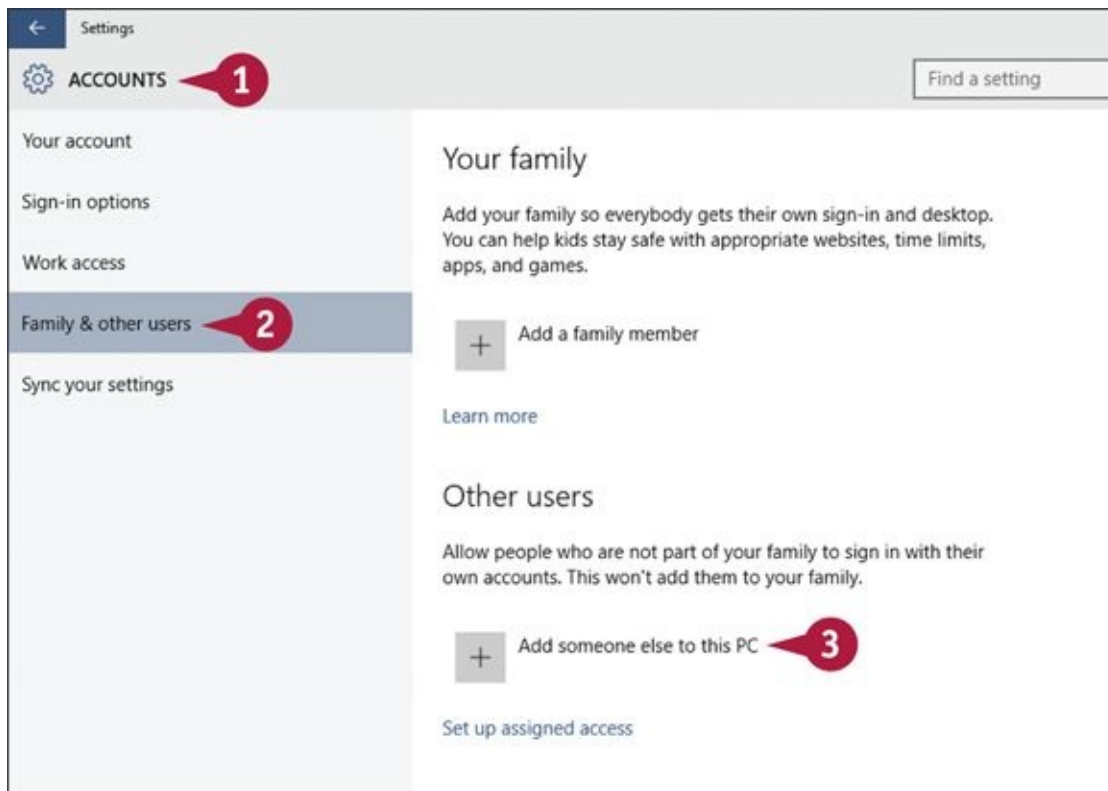 Settings
ACCOUNTS
1
Find a setting
Your account
Sign-in options
Work access
Family & other users
2
Sync your settings
Your family
Add your family so everybody gets their own sign-in and desktop.
You can help kids stay safe with appropriate websites, time limits,
apps, and games.
Add a family member
Learn more
Other users
Allow people who are not part of your family to sign in with their
own accounts. This won't add them to your family.
Add someone else to this PC
3
Set up assigned access